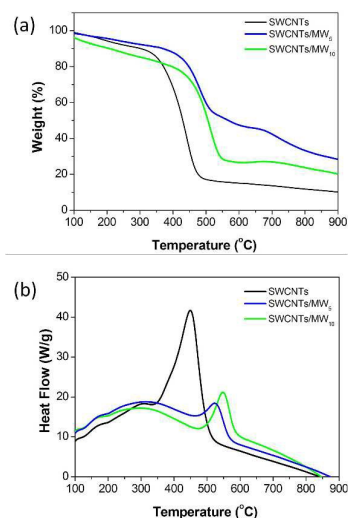 (a)
SWCNTs
SWCNTs/MW₅
SWCNTs/MW₁₀
100
80
60
40
20
0
Weight (%)
100 200 300 400 500 600 700 800 900
Temperature (°C)
(b)
50
SWCNTs
SWCNTs/MW₅
SWCNTs/MW₁₀
40
30
20
10
0
Heat Flow (W/g)
100 200 300 400 500 600 700 800 900
Temperature (°C)